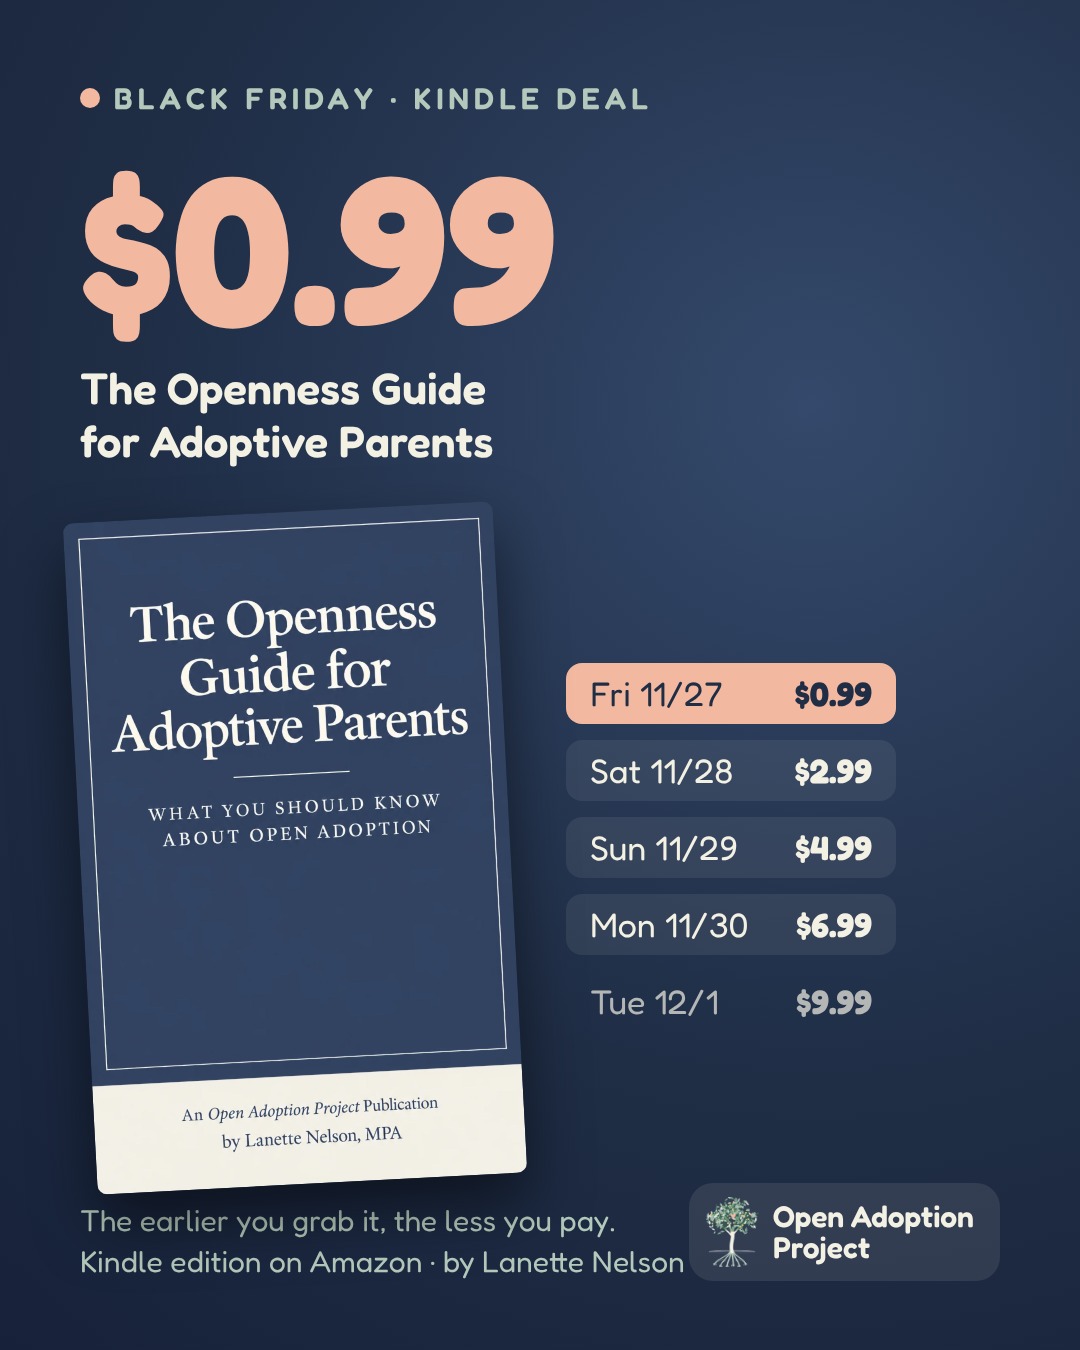 BLACK FRIDAY · KINDLE DEAL
$0.99
The Openness Guide
for Adoptive Parents
The Openness
Guide for
Adoptive Parents
WHAT YOU SHOULD KNOW
ABOUT OPEN ADOPTION
An Open Adoption Project Publication
by Lanette Nelson, MPA
Fri 11/27 $0.99
Sat 11/28 $2.99
Sun 11/29 $4.99
Mon 11/30 $6.99
Tue 12/1 $9.99
The earlier you grab it, the less you pay.
Kindle edition on Amazon · by Lanette Nelson
Open Adoption
Project